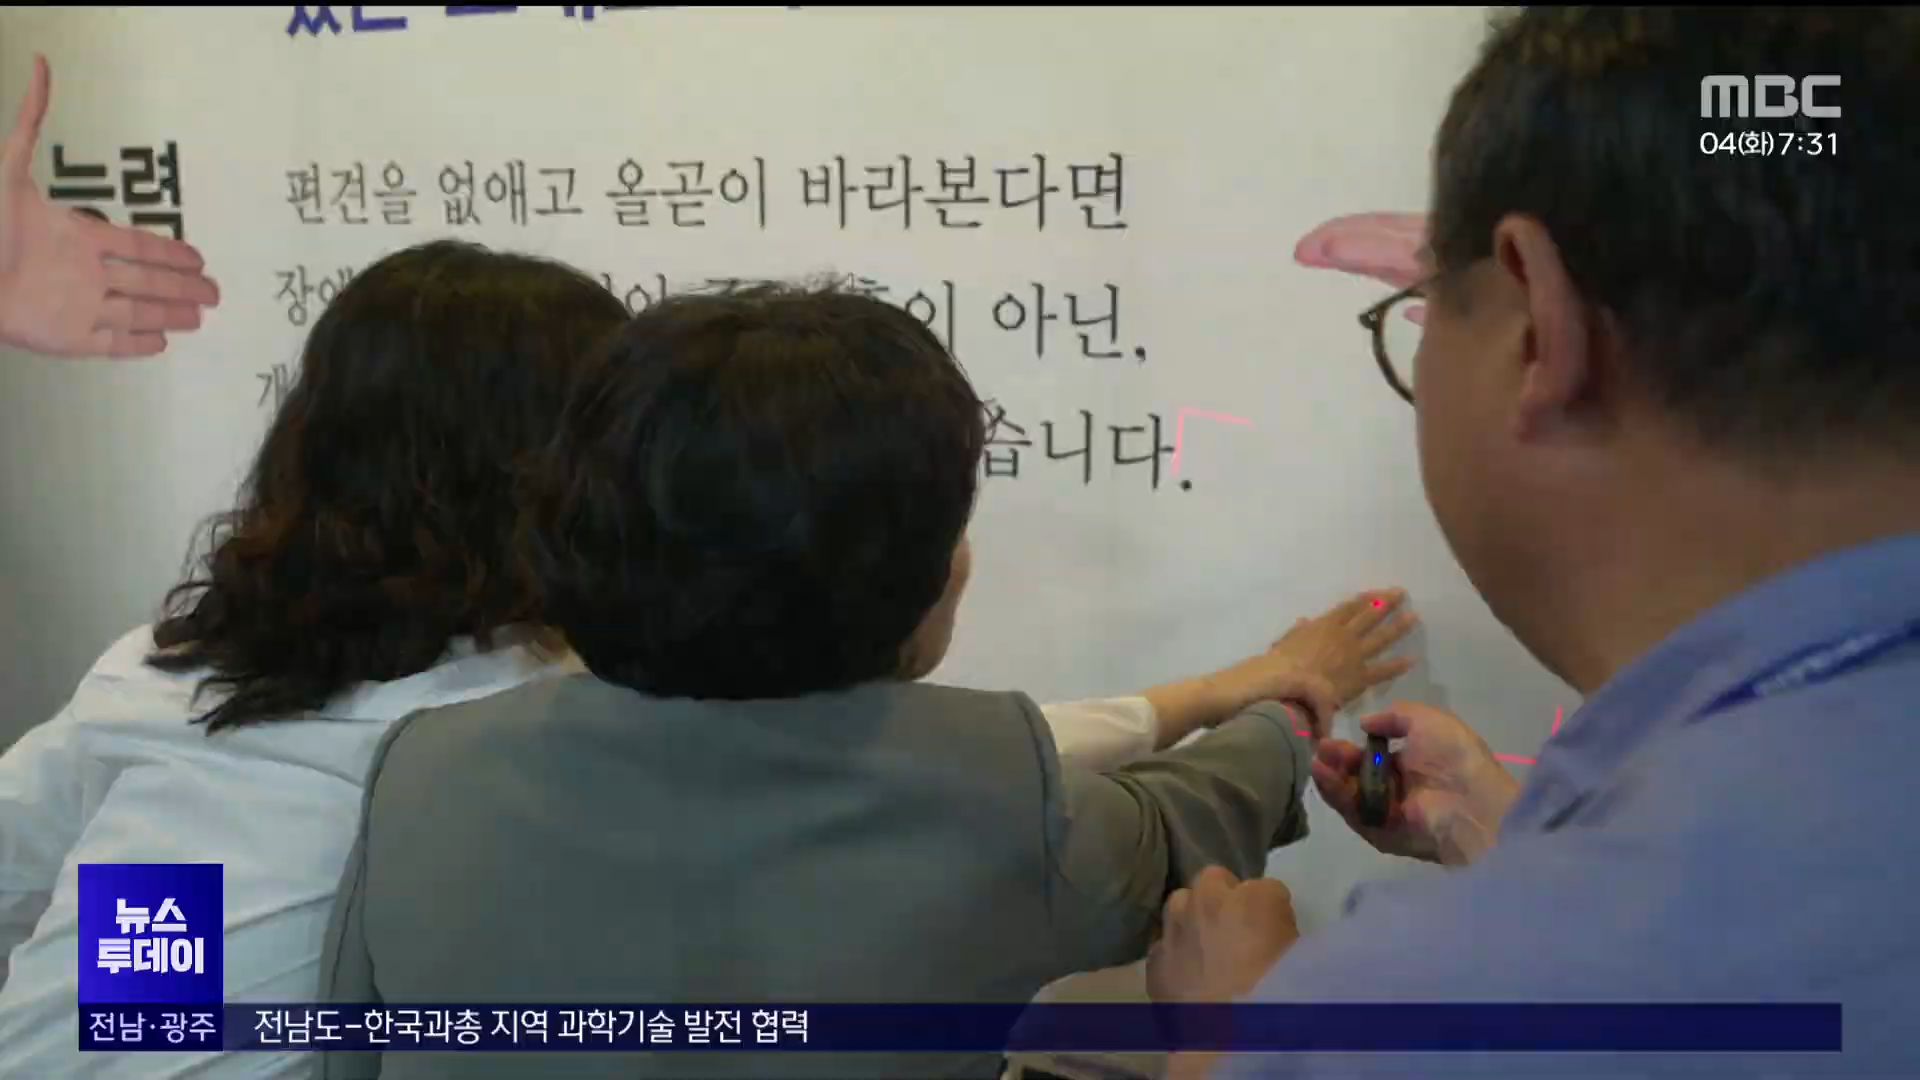 MBC
04(화)7:31
능력
편견을 없애고 올곧이 바라본다면
이 아닌,
습니다.
뉴스
투데이
전남·광주
전남도-한국과총 지역 과학기술 발전 협력